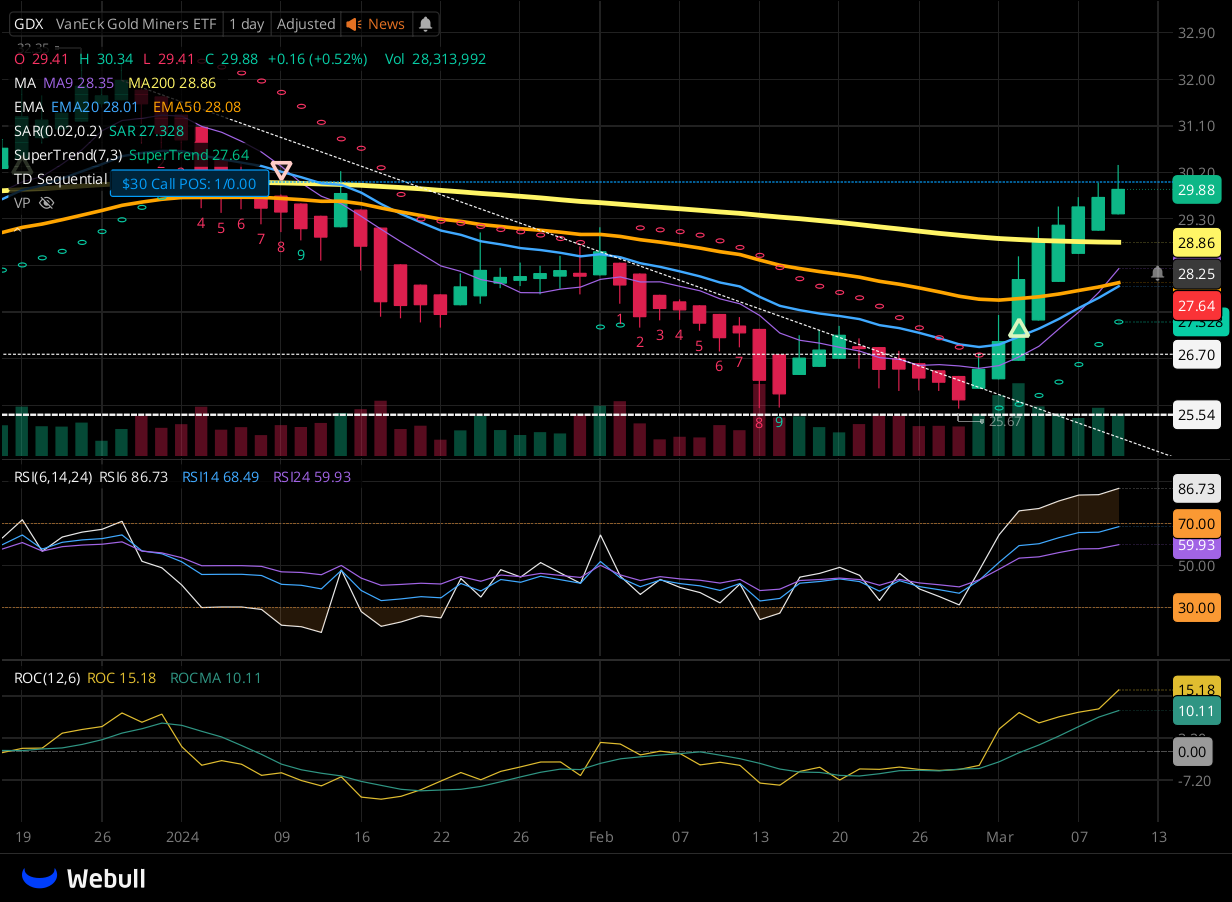 GDX VanEck Gold Miners ETF 1 day Adjusted News
32.90
O 29.41 H 30.34 L 29.41 C 29.88 +0.16 (+0.52%) Vol 28,313,992
32.00
MA MA9 28.35 MA200 28.86
EMA EMA20 28.01 EMA50 28.08
31.10
SAR(0.02,0.2) SAR 27.328
SuperTrend(7,3) SuperTrend 27.64
30.20
TD Sequential
$30 Call POS: 1/0.00
29.88
VP
29.30
4 5 6 7 8 9
28.86
28.25
27.64
27.328
1 2 3 4 5 6 7
26.70
25.54
8 9
25.67
RSI(6,14,24) RSI6 86.73 RSI14 68.49 RSI24 59.93
86.73
70.00
59.93
50.00
30.00
ROC(12,6) ROC 15.18 ROCMA 10.11
15.18
10.11
0.00
-7.20
19 26 2024 09 16 22 26 Feb 07 13 20 26 Mar 07 13
Webull